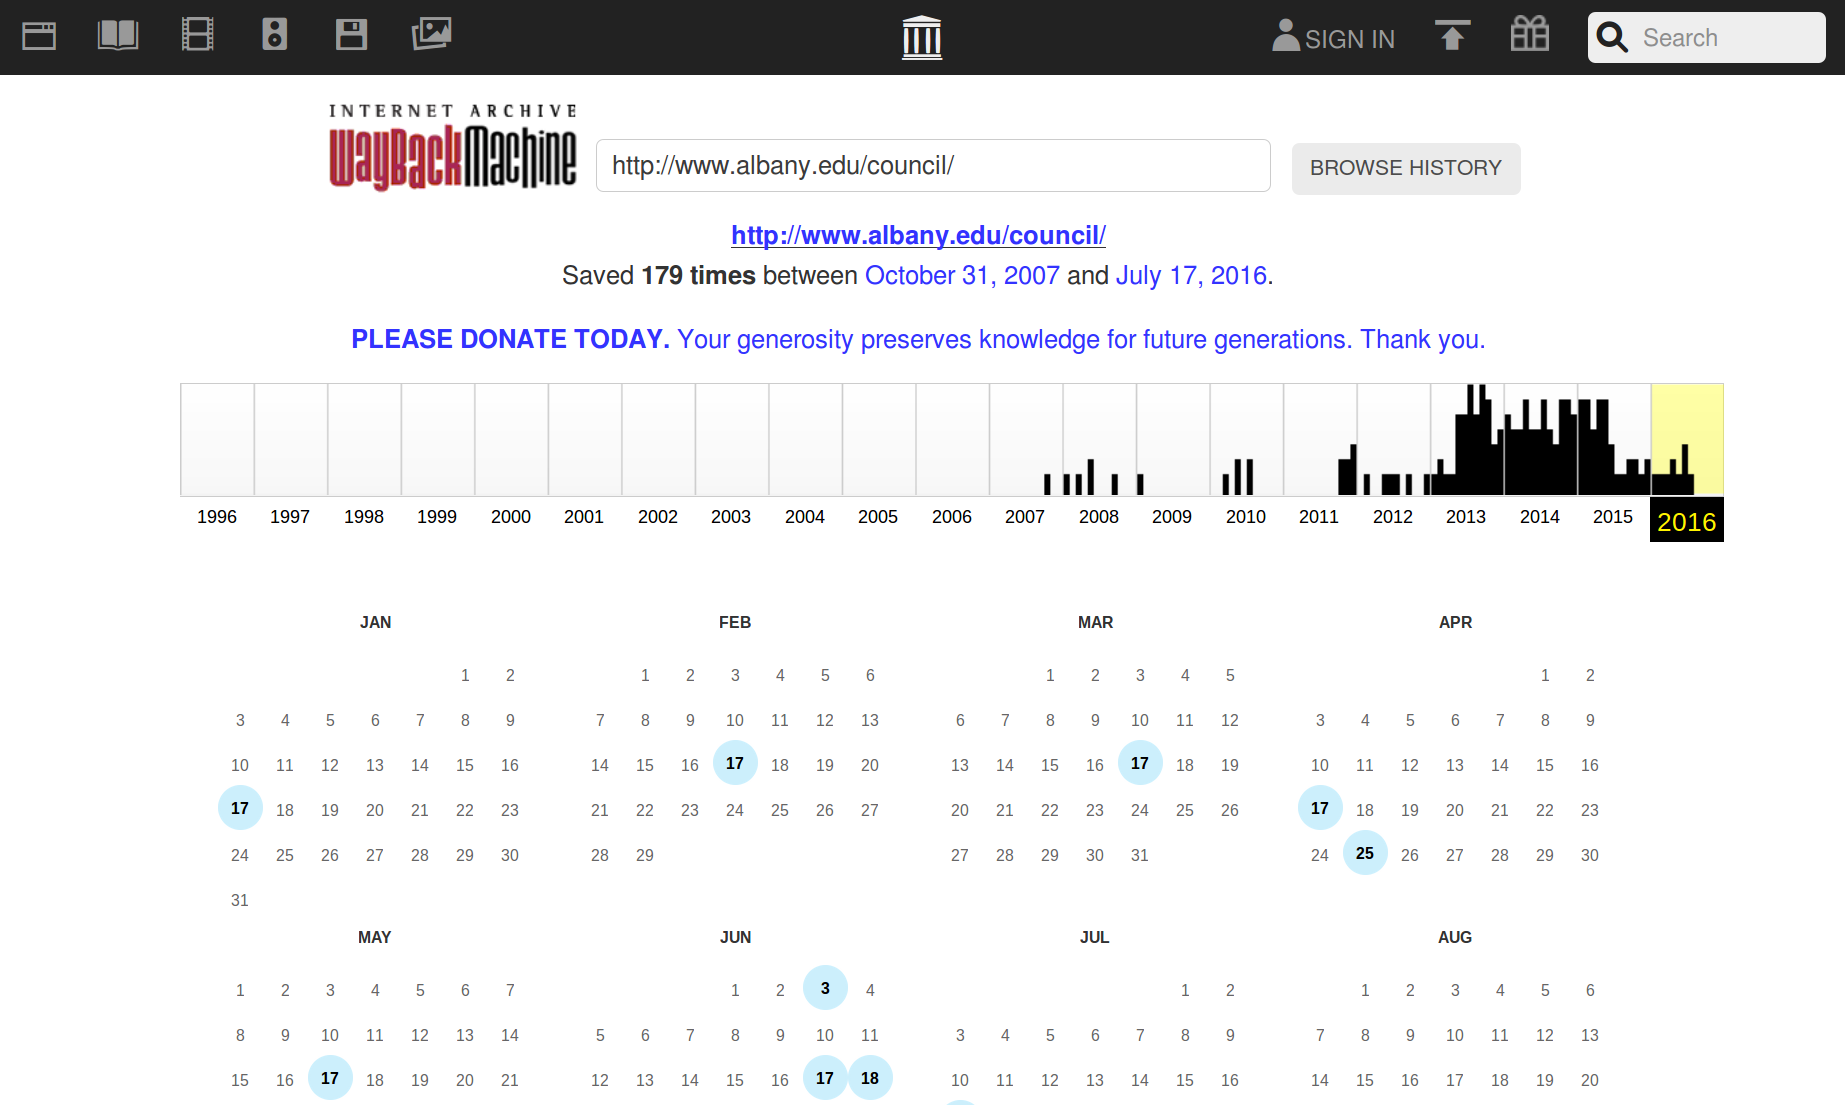 SIGN IN
Search
INTERNET ARCHIVE
WayBackMachine
http://www.albany.edu/council/
BROWSE HISTORY
http://www.albany.edu/council/
Saved 179 times between October 31, 2007 and July 17, 2016.
PLEASE DONATE TODAY. Your generosity preserves knowledge for future generations. Thank you.
1996 1997 1998 1999 2000 2001 2002 2003 2004 2005 2006 2007 2008 2009 2010 2011 2012 2013 2014 2015 2016
JAN FEB MAR APR
1 2 1 2 3 4 5 6 1 2 3 4 5 1 2
3 4 5 6 7 8 9 7 8 9 10 11 12 13 6 7 8 9 10 11 12 3 4 5 6 7 8 9
10 11 12 13 14 15 16 14 15 16 17 18 19 20 13 14 15 16 17 18 19 10 11 12 13 14 15 16
17 18 19 20 21 22 23 21 22 23 24 25 26 27 20 21 22 23 24 25 26 17 18 19 20 21 22 23
24 25 26 27 28 29 30 28 29 27 28 29 30 31 24 25 26 27 28 29 30
31
MAY JUN JUL AUG
1 2 3 4 5 6 7 1 2 3 4 1 2 1 2 3 4 5 6
8 9 10 11 12 13 14 5 6 7 8 9 10 11 3 4 5 6 7 8 9 7 8 9 10 11 12 13
15 16 17 18 19 20 21 12 13 14 15 16 17 18 10 11 12 13 14 15 16 14 15 16 17 18 19 20